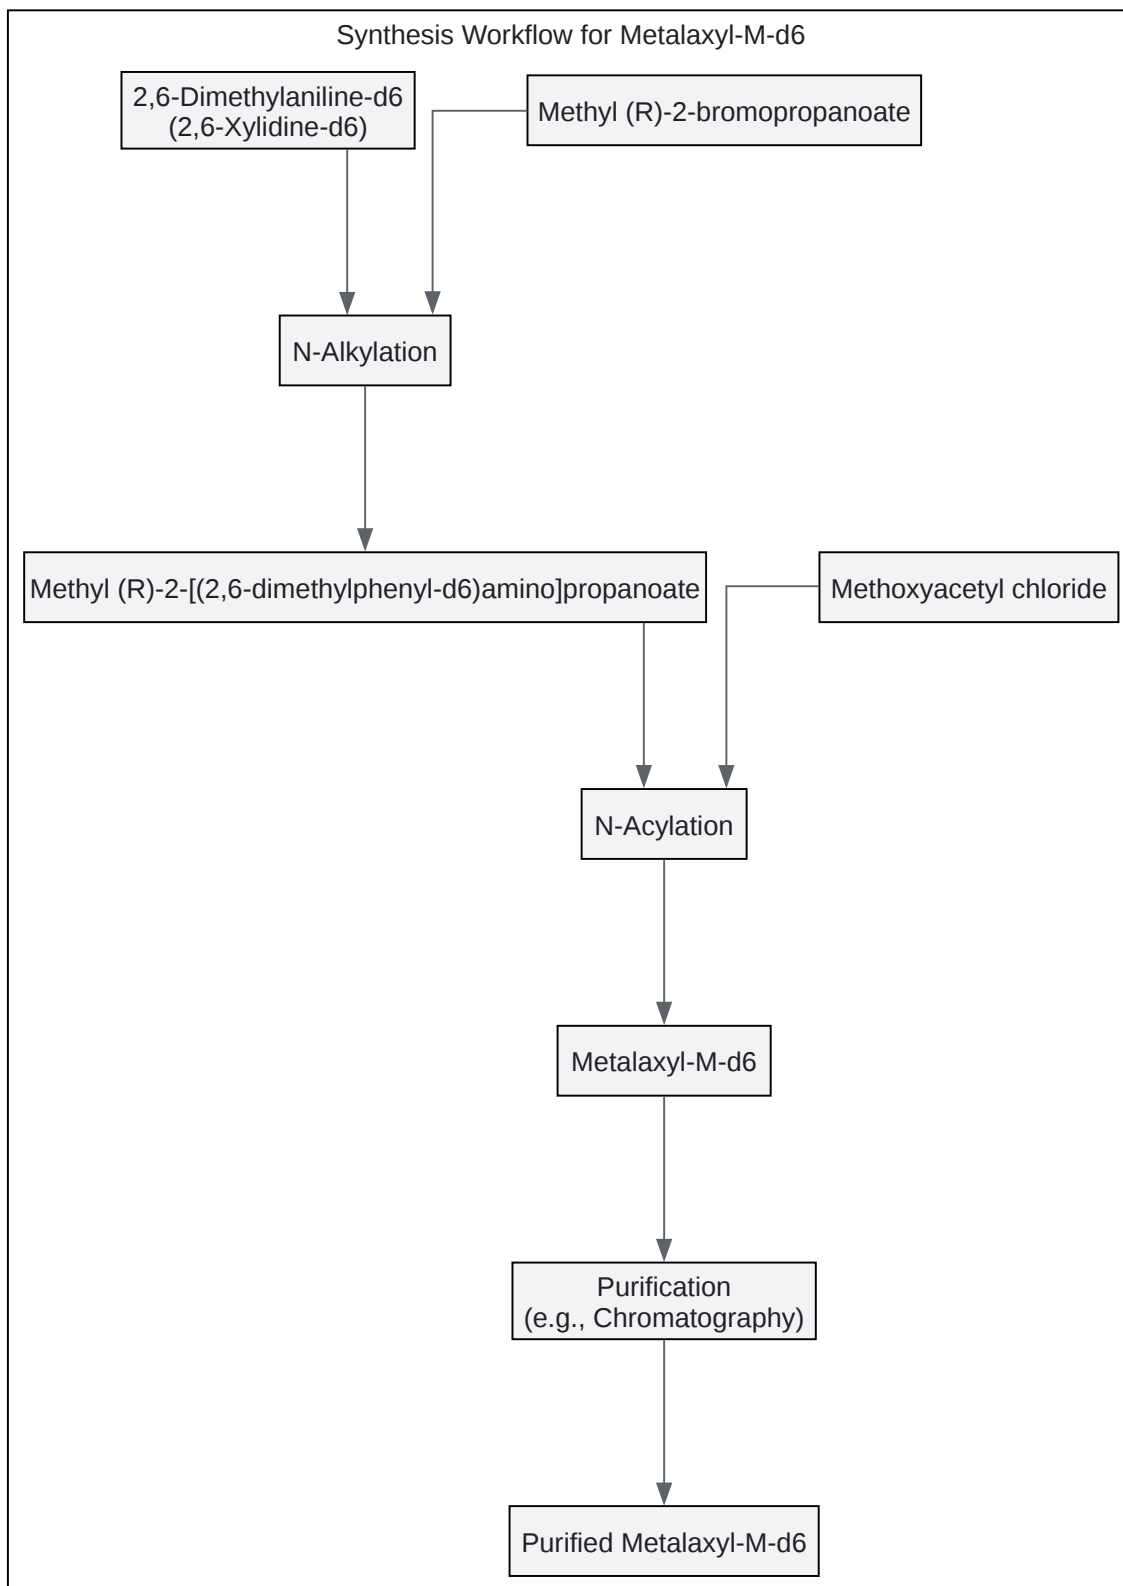 Synthesis Workflow for Metalaxyl-M-d6
2,6-Dimethylaniline-d6
(2,6-Xylidine-d6)
Methyl (R)-2-bromopropanoate
N-Alkylation
Methyl (R)-2-[(2,6-dimethylphenyl-d6)amino]propanoate
Methoxyacetyl chloride
N-Acylation
Metalaxyl-M-d6
Purification
(e.g., Chromatography)
Purified Metalaxyl-M-d6